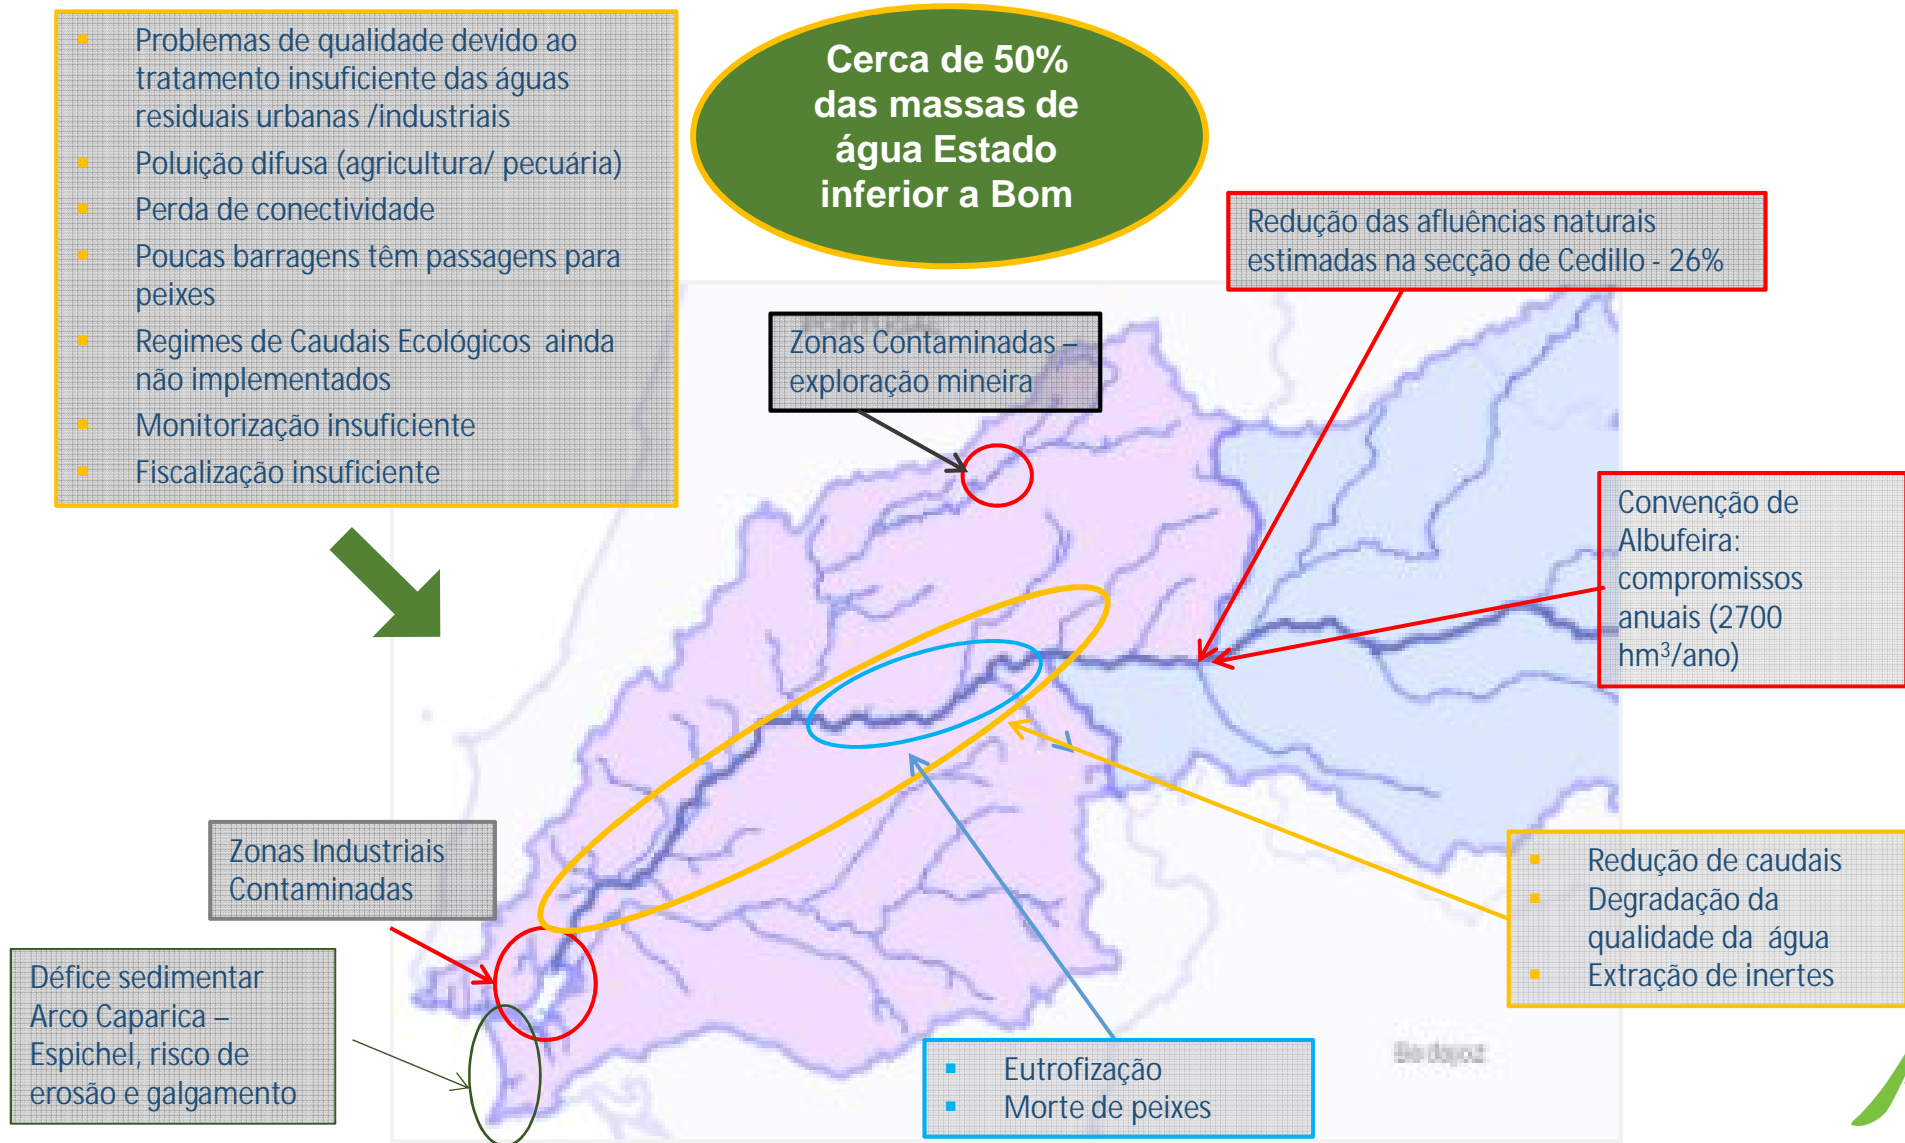 ▪ Problemas de qualidade devido ao
tratamento insuficiente das águas
residuais urbanas /industriais
▪ Poluição difusa (agricultura/ pecuária)
▪ Perda de conectividade
▪ Poucas barragens têm passagens para
peixes
▪ Regimes de Caudais Ecológicos ainda
não implementados
▪ Monitorização insuficiente
▪ Fiscalização insuficiente
Cerca de 50%
das massas de
água Estado
inferior a Bom
Redução das afluências naturais
estimadas na secção de Cedillo - 26%
Zonas Contaminadas –
exploração mineira
Convenção de
Albufeira:
compromissos
anuais (2700
hm³/ano)
Zonas Industriais
Contaminadas
▪ Redução de caudais
▪ Degradação da
qualidade da água
▪ Extração de inertes
Défice sedimentar
Arco Caparica –
Espichel, risco de
erosão e galgamento
▪ Eutrofização
▪ Morte de peixes
Badajoz